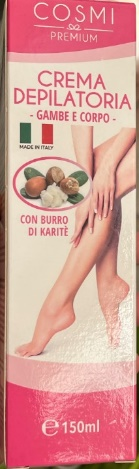 COSMI
PREMIUM
CREMA
DEPILATORIA
- GAMBE E CORPO -
MADE IN ITALY
CON BURRO
DI KARITÈ
℮ 150ml